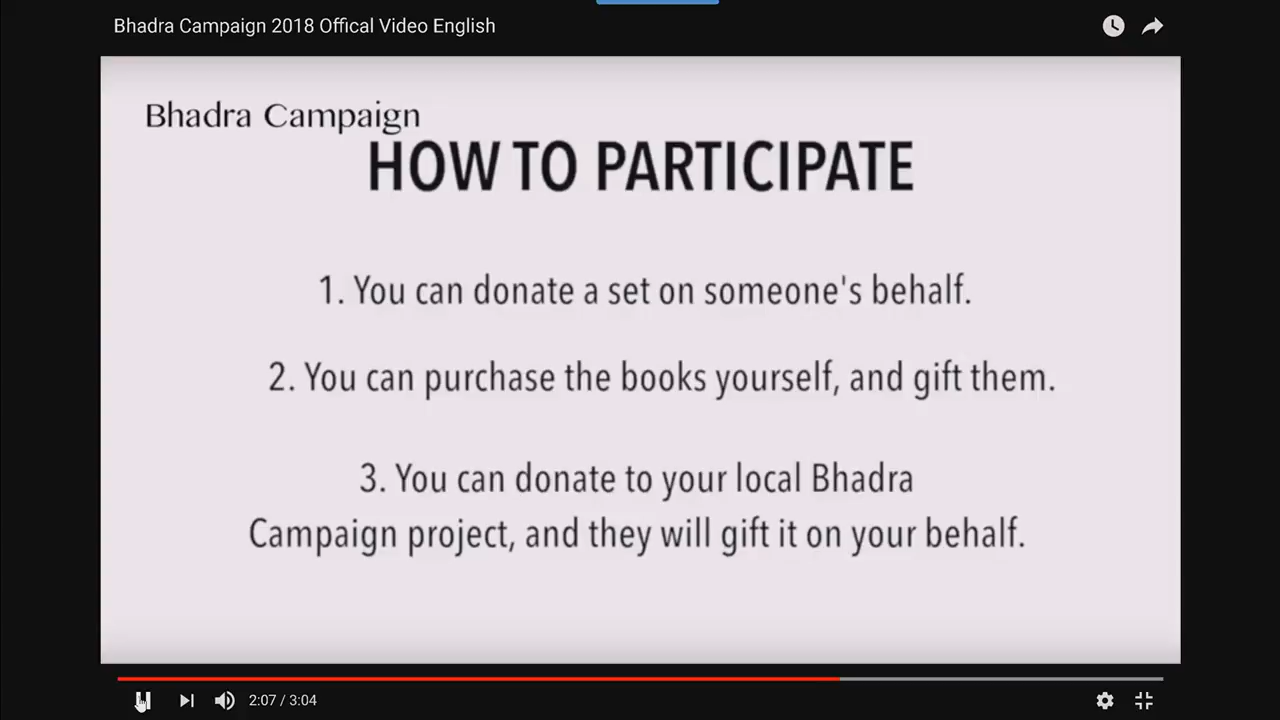 Bhadra Campaign 2018 Offical Video English
Bhadra Campaign
HOW TO PARTICIPATE
1. You can donate a set on someone's behalf.
2. You can purchase the books yourself, and gift them.
3. You can donate to your local Bhadra
Campaign project, and they will gift it on your behalf.
2:07 / 3:04